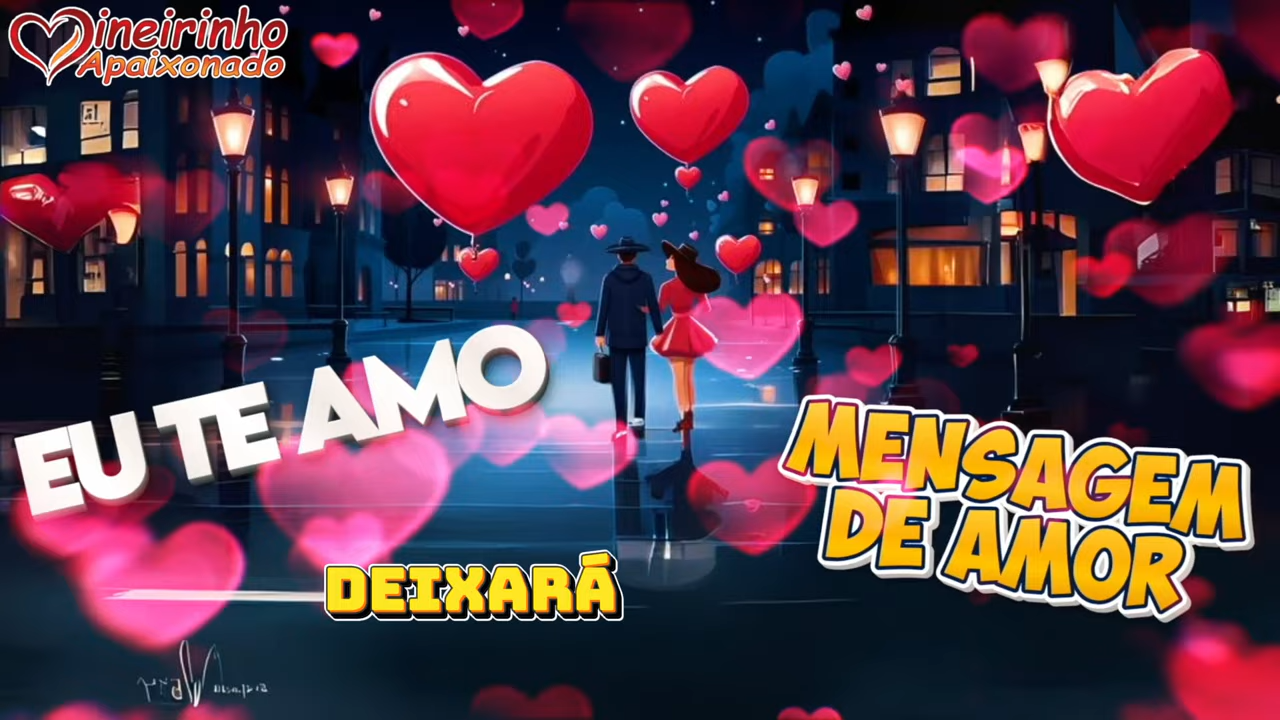 Mineirinho
Apaixonado
EU TE AMO
MENSAGEM
DE AMOR
DEIXARÁ